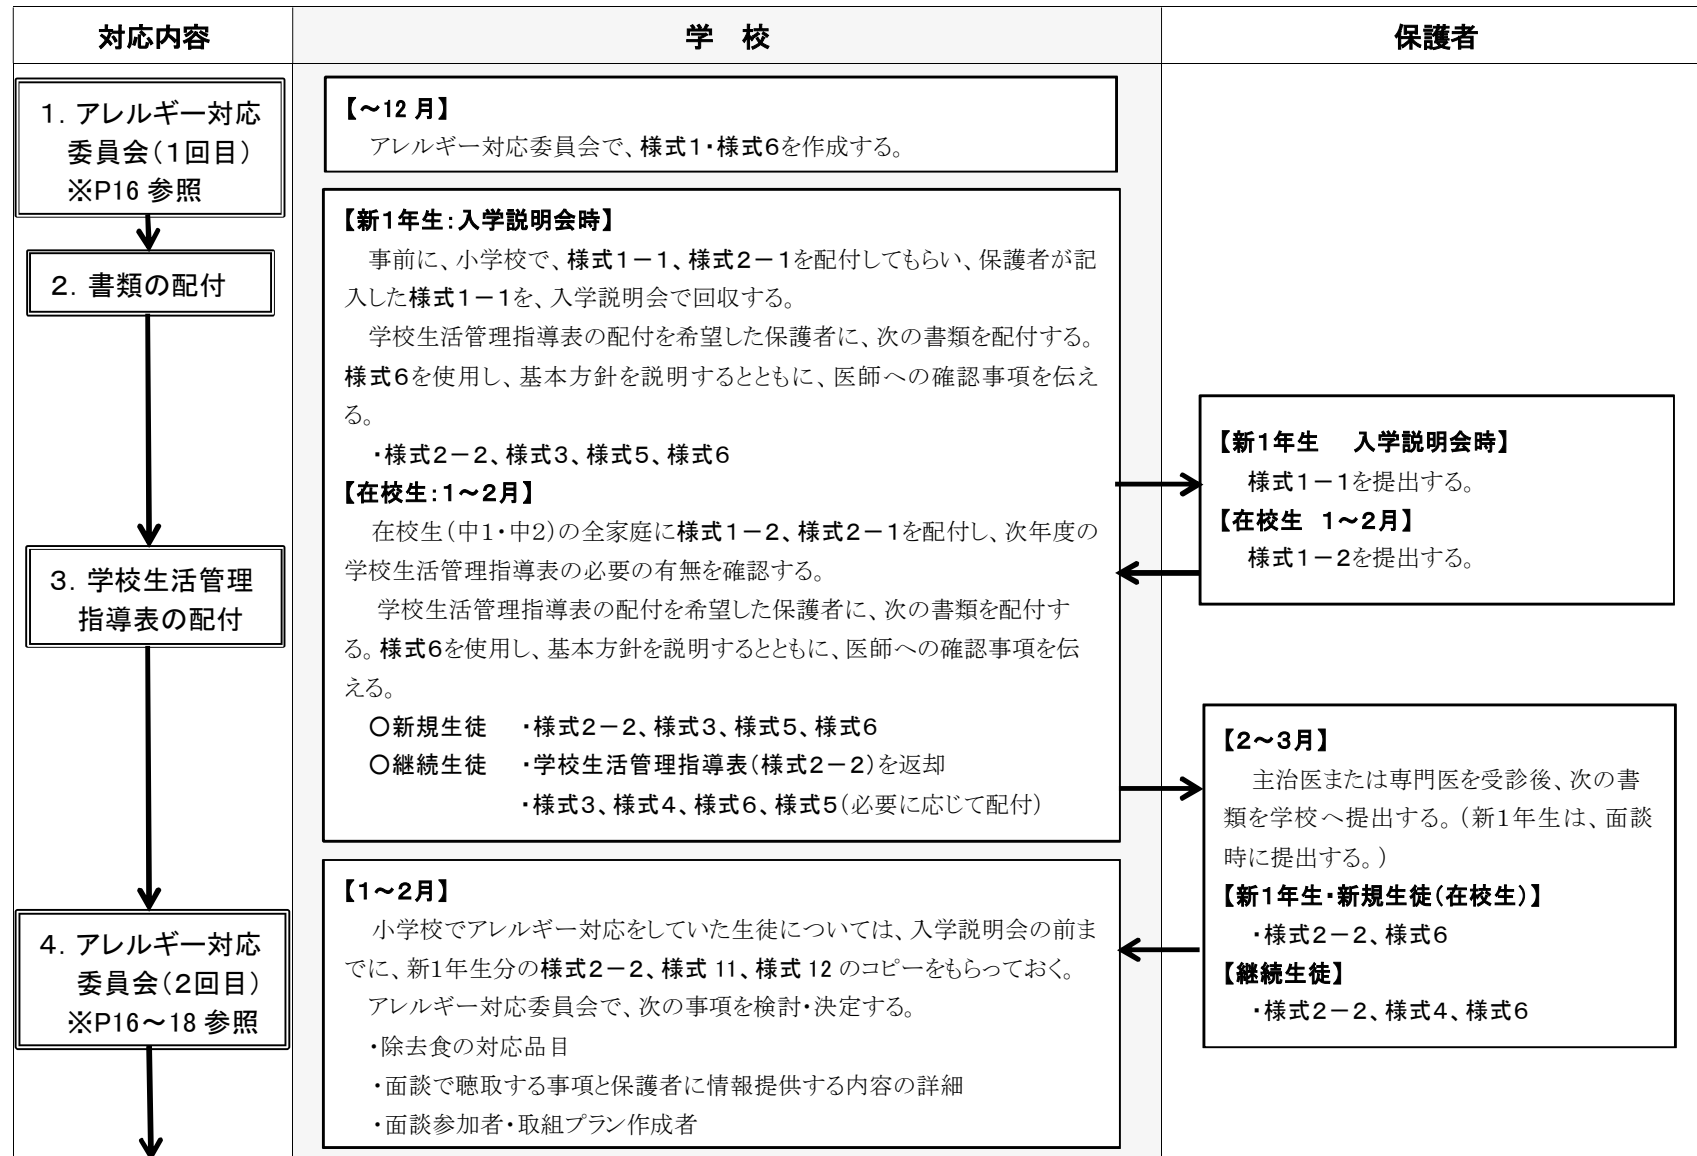 対応内容
学　校
保護者
1．アレルギー対応
委員会（1回目）
※P16 参照
2．書類の配付
3．学校生活管理
指導表の配付
4．アレルギー対応
委員会（2回目）
※P16～18 参照
【～12 月】
アレルギー対応委員会で、様式1・様式6を作成する。
【新1年生：入学説明会時】
事前に、小学校で、様式1－1、様式2－1を配付してもらい、保護者が記
入した様式1－1を、入学説明会で回収する。
学校生活管理指導表の配付を希望した保護者に、次の書類を配付する。
様式6を使用し、基本方針を説明するとともに、医師への確認事項を伝え
る。
・様式2－2、様式3、様式5、様式6
【在校生：1～2月】
在校生（中1・中2）の全家庭に様式1－2、様式2－1を配付し、次年度の
学校生活管理指導表の必要の有無を確認する。
学校生活管理指導表の配付を希望した保護者に、次の書類を配付す
る。様式6を使用し、基本方針を説明するとともに、医師への確認事項を伝
える。
○新規生徒　・様式2－2、様式3、様式5、様式6
○継続生徒　・学校生活管理指導表（様式2－2）を返却
・様式3、様式4、様式6、様式5（必要に応じて配付）
【1～2月】
小学校でアレルギー対応をしていた生徒については、入学説明会の前ま
でに、新1年生分の様式2－2、様式 11、様式 12 のコピーをもらっておく。
アレルギー対応委員会で、次の事項を検討・決定する。
・除去食の対応品目
・面談で聴取する事項と保護者に情報提供する内容の詳細
・面談参加者・取組プラン作成者
【新1年生　入学説明会時】
様式1－1を提出する。
【在校生　1～2月】
様式1－2を提出する。
【2～3月】
主治医または専門医を受診後、次の書
類を学校へ提出する。（新1年生は、面談
時に提出する。）
【新1年生・新規生徒（在校生）】
・様式2－2、様式6
【継続生徒】
・様式2－2、様式4、様式6